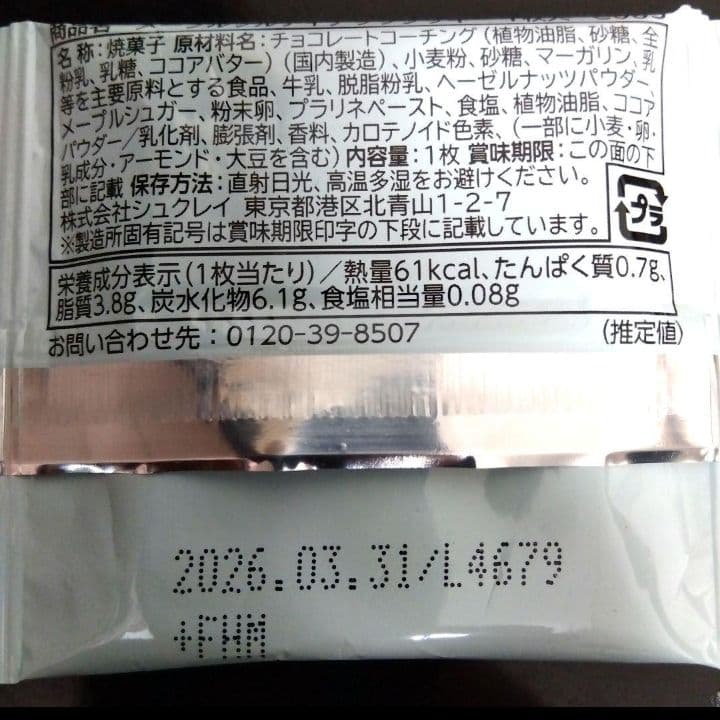 名 称：焼菓子 原材料名：チョコレートコーチング（植物油脂、砂糖、全
粉乳、乳糖、ココアバター）（国内製造）、小麦粉、砂糖、マーガリン、乳
等を主要原料とする食品、牛乳、脱脂粉乳、ヘーゼルナッツパウダー、
メープルシュガー、粉末卵、プラリネペースト、食塩、植物油脂、ココア
パウダー/乳化剤、膨張剤、香料、カロテノイド色素、（一部に小麦・卵・
乳成分・アーモンド・大豆を含む）内容量：1枚 賞味期限：この面の下
部に記載 保存方法：直射日光、高温多湿をお避けください。
株式会社シュクレイ 東京都港区北青山1-2-7
※製造所固有記号は賞味期限印字の下段に記載しています。
プラ
栄養成分表示（1枚当たり）／熱量61kcal、たんぱく質0.7g、
脂質3.8g、炭水化物6.1g、食塩相当量0.08g
お問い合わせ先：0120-39-8507 （推定値）
2026.03.31/L4679
+FHM